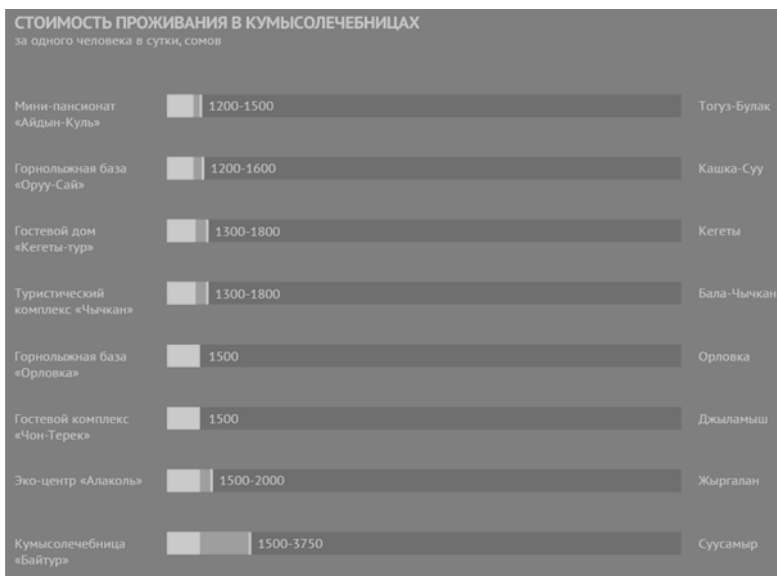 СТОИМОСТЬ ПРОЖИВАНИЯ В КУМЫСОЛЕЧЕБНИЦАХ
за одного человека в сутки, сомов
Мини-пансионат
«Айдын-Куль»
1200-1500
Тогуз-Булак
Горнолыжная база
«Оруу-Сай»
1200-1600
Кашка-Суу
Гостевой дом
«Кегеты-тур»
1300-1800
Кегеты
Туристический
комплекс «Чычкан»
1300-1800
Бала-Чычкан
Горнолыжная база
«Орловка»
1500
Орловка
Гостевой комплекс
«Чон-Терек»
1500
Джыламыш
Эко-центр «Алаколь»
1500-2000
Жыргалан
Кумысолечебница
«Байтур»
1500-3750
Суусамыр